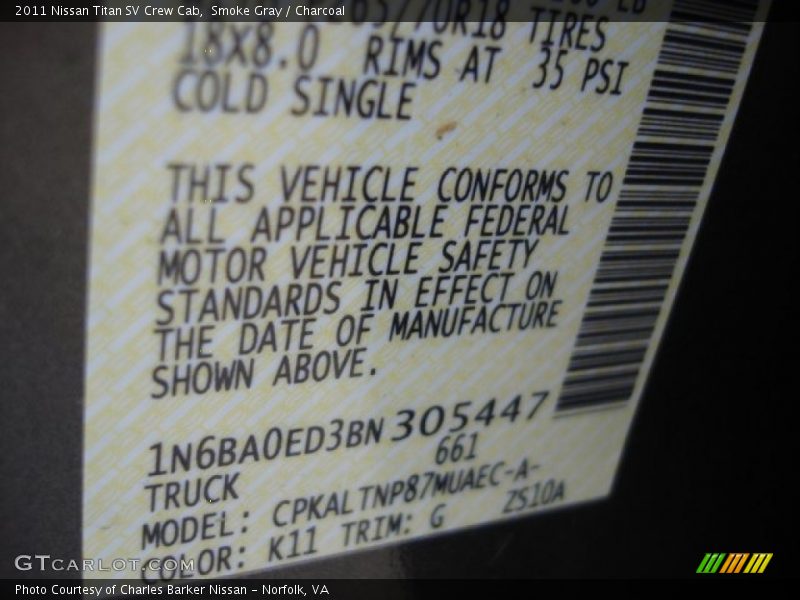 2011 Nissan Titan SV Crew Cab, Smoke Gray / Charcoal
TIRES
18X8.0 RIMS AT 35 PSI
COLD SINGLE
THIS VEHICLE CONFORMS TO
ALL APPLICABLE FEDERAL
MOTOR VEHICLE SAFETY
STANDARDS IN EFFECT ON
THE DATE OF MANUFACTURE
SHOWN ABOVE.
1N6BA0ED3BN305447
TRUCK 661
MODEL: CPKALTNP87MUAEC-A-
COLOR: K11 TRIM: G ZS10A
GTCARLOT.COM
Photo Courtesy of Charles Barker Nissan - Norfolk, VA